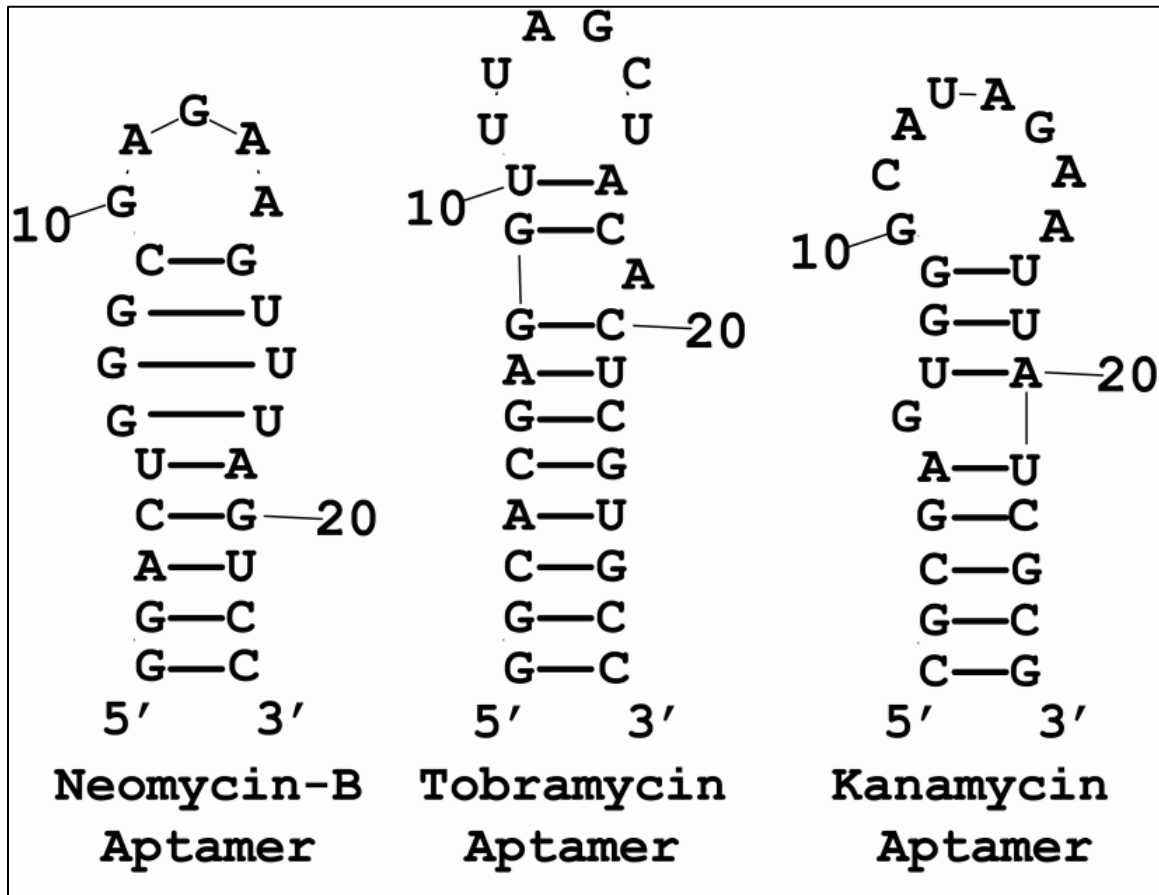 G
A A
G A
10
C G
G U
G U
G U
U A
C G 20
A U
G C
G C
5′ 3′
Neomycin-B
Aptamer
A G
U C
U U
10 U A
G C
A
G C 20
A U
G C
C G
A U
C G
G C
G C
5′ 3′
Tobramycin
Aptamer
U A
A G
C A
10 G A
G U
G U
U A 20
G
A U
G C
C G
G C
C G
5′ 3′
Kanamycin
Aptamer